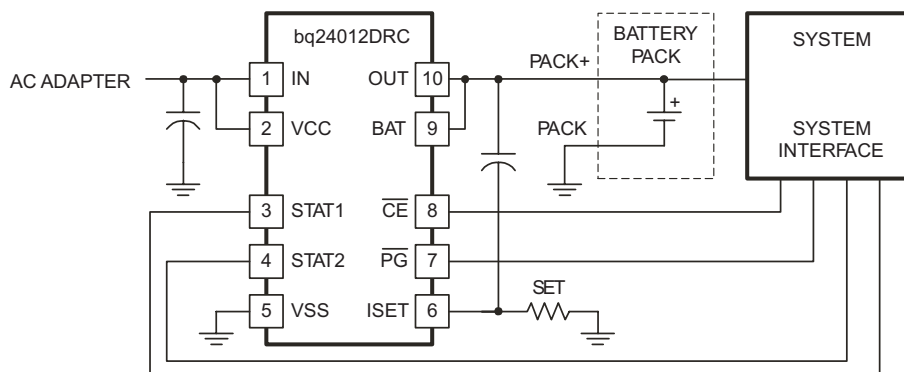 bq24012DRC
BATTERY
PACK
SYSTEM
AC ADAPTER
1 IN
OUT 10
PACK+
+
2 VCC
BAT 9
PACK
SYSTEM
INTERFACE
3 STAT1
CE 8
4 STAT2
PG 7
5 VSS
ISET 6
SET